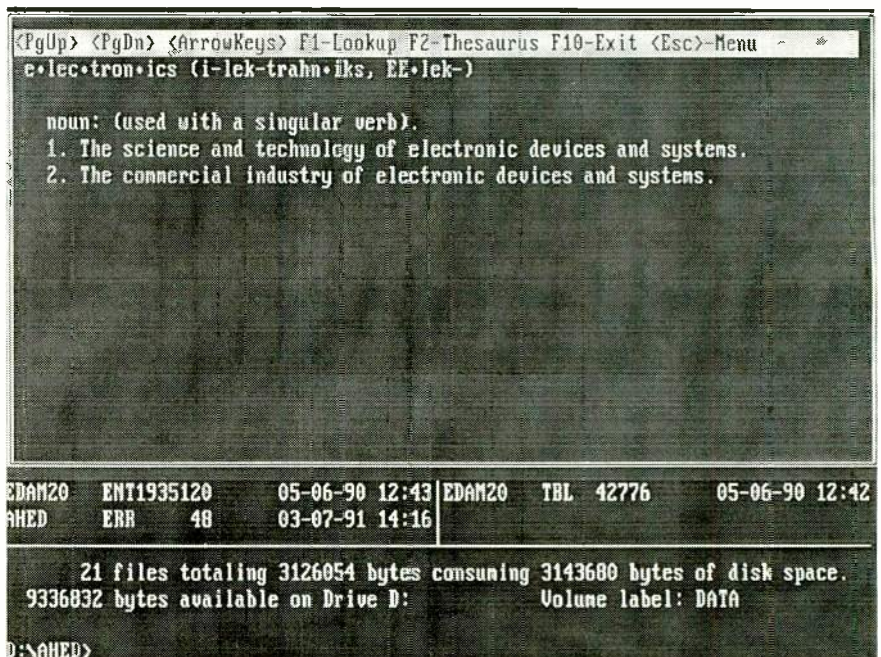 <PgUp> <PgDn> <ArrowKeys> F1-Lookup F2-Thesaurus F10-Exit <Esc>-Menu
e•lec•tron•ics (i-lek-trahn•iks, EE•lek-)
noun: (used with a singular verb).
1. The science and technology of electronic devices and systems.
2. The commercial industry of electronic devices and systems.
EDAM20 ENT1935120 05-06-90 12:43 EDAM20 TBL 42776 05-06-90 12:42
AHED ERR 48 03-07-91 14:16
21 files totaling 3126054 bytes consuming 3143680 bytes of disk space.
9336832 bytes available on Drive D: Volume label: DATA
D:\AHED>